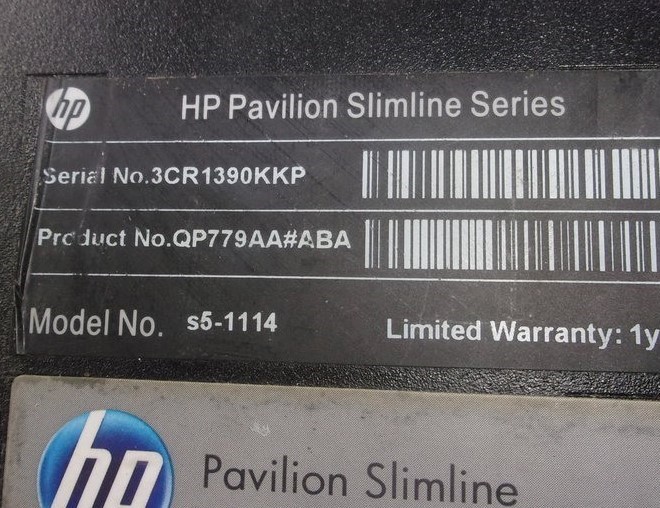 hp HP Pavilion Slimline Series
Serial No.3CR1390KKP
Product No.QP779AA#ABA
Model No. s5-1114 Limited Warranty: 1y
hp Pavilion Slimline